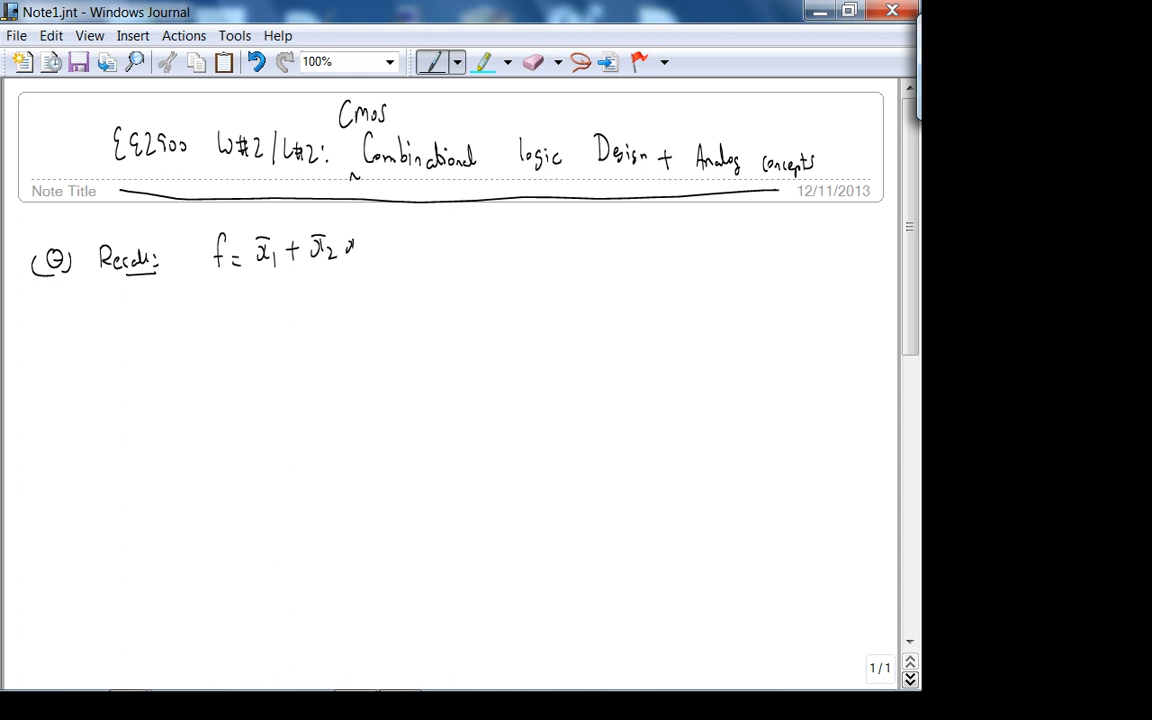 Note1.jnt - Windows Journal
File Edit View Insert Actions Tools Help
100%
CMOS
EE2900 W#2/L#2: Combinational logic Design + Analog concepts
^
Note Title 12/11/2013
Recall: f = x̄₁ + x̄₂ x
1 / 1